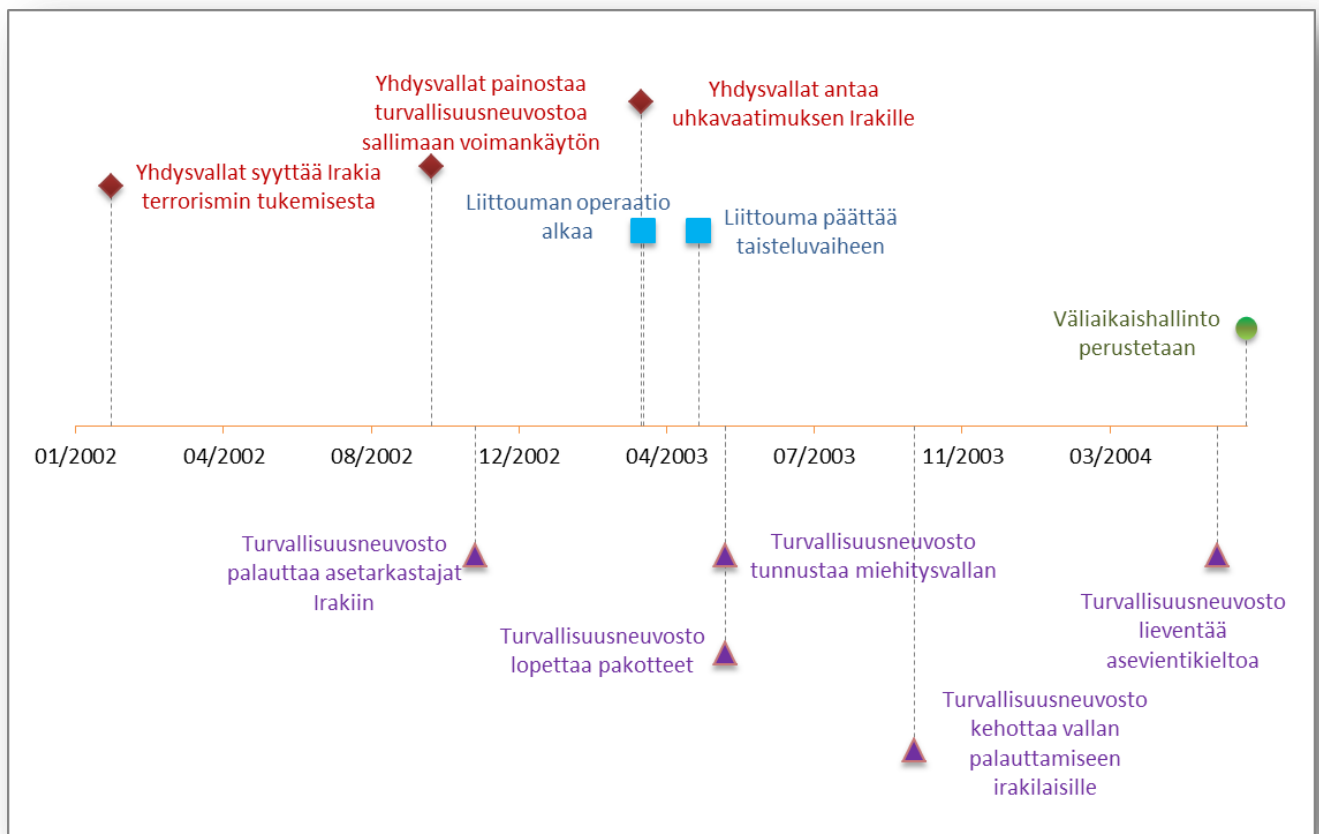 Yhdysvallat syyttää Irakia
terrorismin tukemisesta
Yhdysvallat painostaa
turvallisuusneuvostoa
sallimaan voimankäytön
Yhdysvallat antaa
uhkavaatimuksen Irakille
Liittouman operaatio
alkaa
Liittouma päättää
taisteluvaiheen
Väliaikaishallinto
perustetaan
01/2002 04/2002 08/2002 12/2002 04/2003 07/2003 11/2003 03/2004
Turvallisuusneuvosto
palauttaa asetarkastajat
Irakiin
Turvallisuusneuvosto
tunnustaa miehitysvallan
Turvallisuusneuvosto
lopettaa pakotteet
Turvallisuusneuvosto
lieventää
asevientikieltoa
Turvallisuusneuvosto
kehottaa vallan
palauttamiseen
irakilaisille